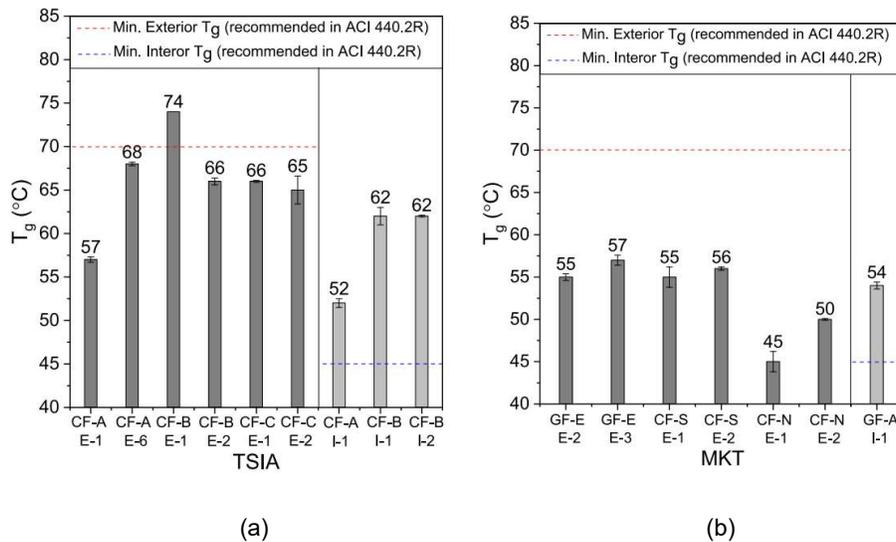 Min. Exterior Tg (recommended in ACI 440.2R)
Min. Interor Tg (recommended in ACI 440.2R)
85
80
75
70
65
60
55
50
45
40
Tg (°C)
57
68
74
66
66
65
52
62
62
CF-A CF-A CF-B CF-B CF-C CF-C CF-A CF-B CF-B
E-1 E-6 E-1 E-2 E-1 E-2 I-1 I-1 I-2
TSIA
(a)
Min. Exterior Tg (recommended in ACI 440.2R)
Min. Interor Tg (recommended in ACI 440.2R)
85
80
75
70
65
60
55
50
45
40
Tg (°C)
55
57
55
56
45
50
54
GF-E GF-E CF-S CF-S CF-N CF-N GF-A
E-2 E-3 E-1 E-2 E-1 E-2 I-1
MKT
(b)